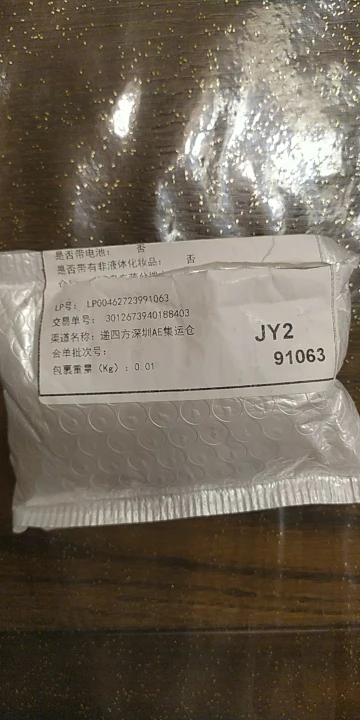 是否带电池： 否
是否带有非液体化妆品： 否
LP号： LP00462723991063
交易单号： 3012673940188403
渠道名称：递四方深圳AE集运仓
会单批次号：
包裹重量（Kg）：0.01
JY2
91063